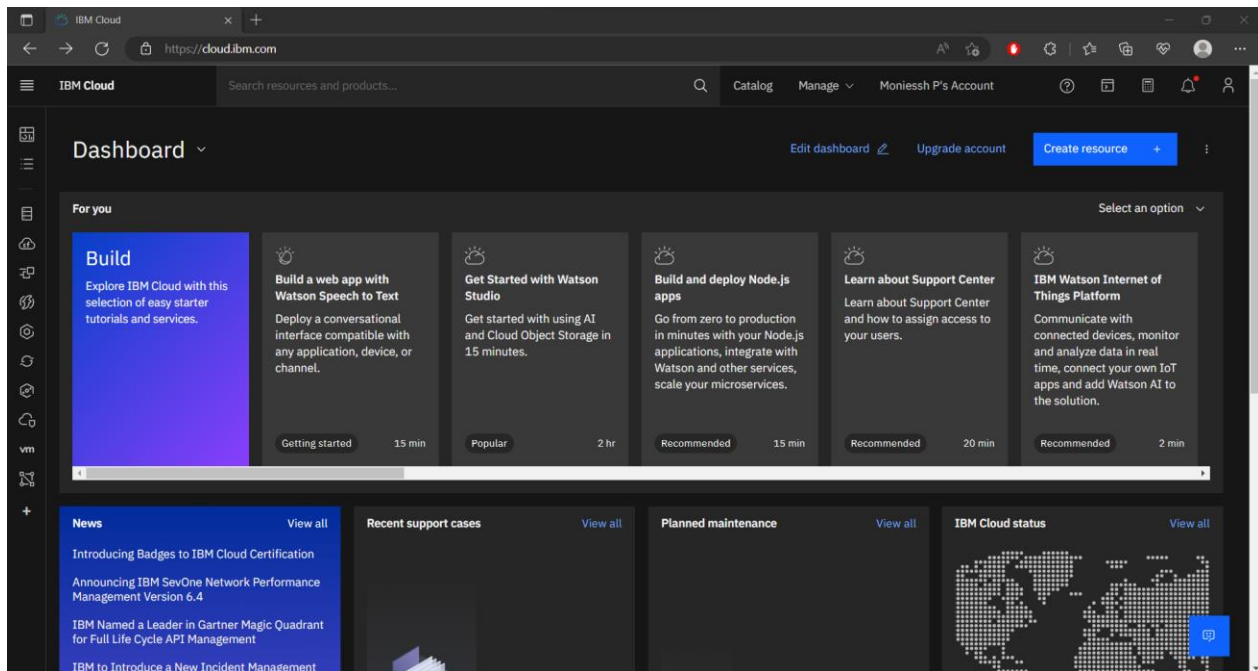 IBM Cloud
https://cloud.ibm.com
IBM Cloud
Search resources and products...
Catalog
Manage
Moniessh P's Account
Dashboard
Edit dashboard
Upgrade account
Create resource +
For you
Select an option
Build
Explore IBM Cloud with this
selection of easy starter
tutorials and services.
Build a web app with
Watson Speech to Text
Deploy a conversational
interface compatible with
any application, device, or
channel.
Getting started
15 min
Get Started with Watson
Studio
Get started with using AI
and Cloud Object Storage in
15 minutes.
Popular
2 hr
Build and deploy Node.js
apps
Go from zero to production
in minutes with your Node.js
applications, integrate with
Watson and other services,
scale your microservices.
Recommended
15 min
Learn about Support Center
Learn about Support Center
and how to assign access to
your users.
Recommended
20 min
IBM Watson Internet of
Things Platform
Communicate with
connected devices, monitor
and analyze data in real
time, connect your own IoT
apps and add Watson AI to
the solution.
Recommended
2 min
vm
News
View all
Introducing Badges to IBM Cloud Certification
Announcing IBM SevOne Network Performance
Management Version 6.4
IBM Named a Leader in Gartner Magic Quadrant
for Full Life Cycle API Management
IBM to Introduce a New Incident Management
Recent support cases
View all
Planned maintenance
View all
IBM Cloud status
View all